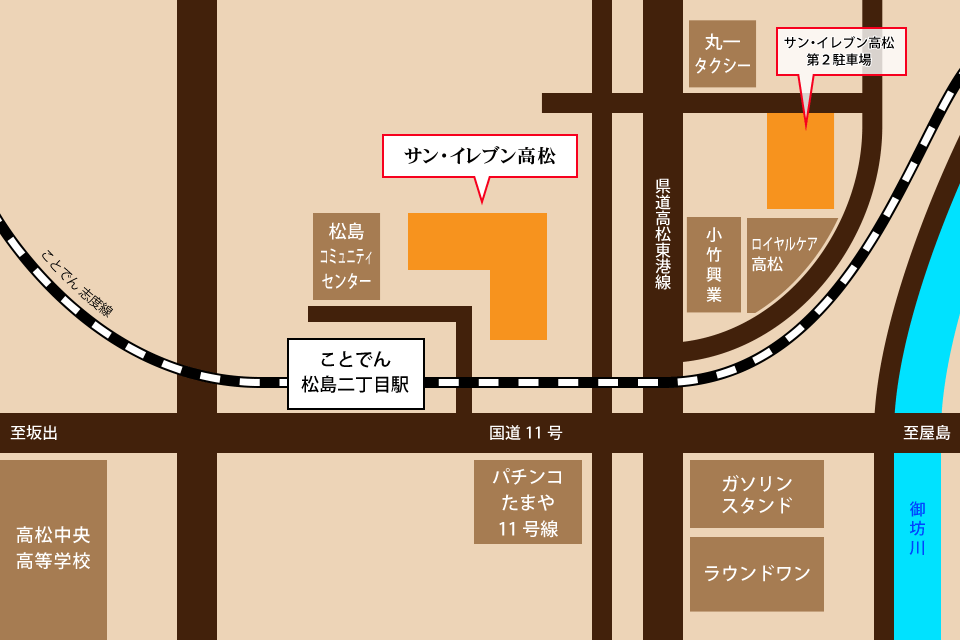 丸一
タクシー
サン・イレブン高松
第２駐車場
サン・イレブン高松
県道高松東港線
松島
コミュニティ
センター
小竹興業
ロイヤルケア
高松
ことでん 志度線
ことでん
松島二丁目駅
至坂出
国道 11 号
至屋島
高松中央
高等学校
パチンコ
たまや
11 号線
ガソリン
スタンド
ラウンドワン
御坊川